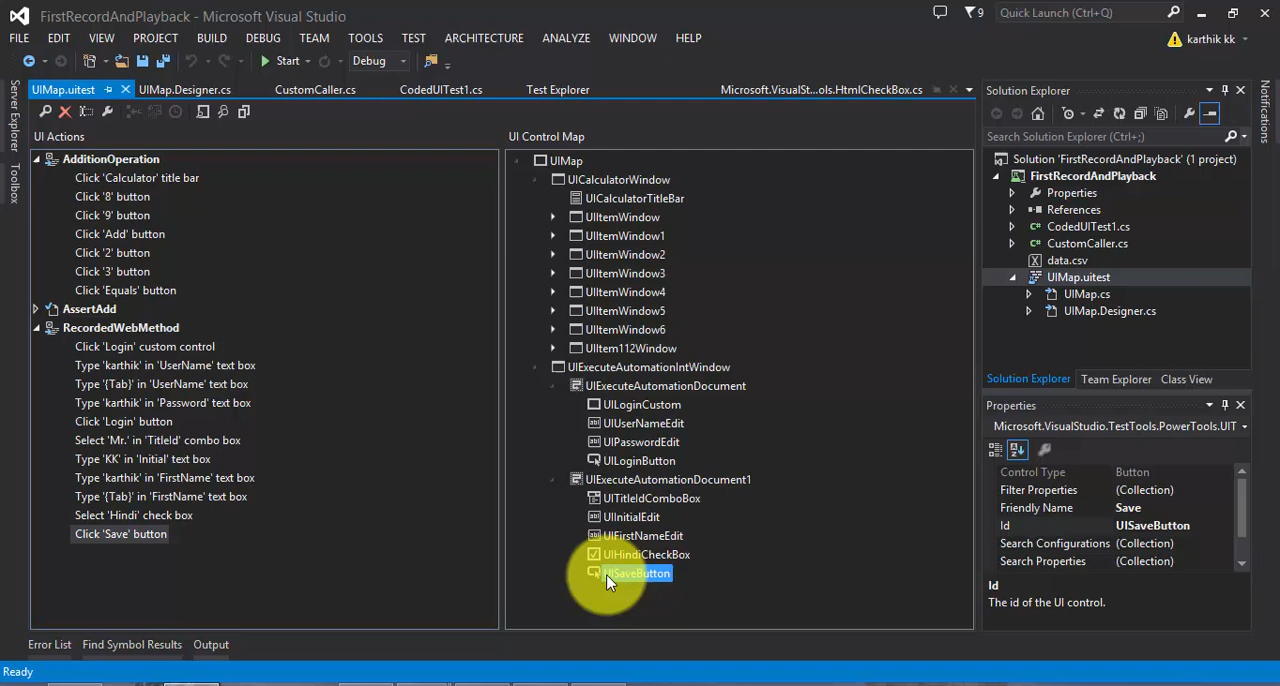 FirstRecordAndPlayback - Microsoft Visual Studio
9
Quick Launch (Ctrl+Q)
FILE EDIT VIEW PROJECT BUILD DEBUG TEAM TOOLS TEST ARCHITECTURE ANALYZE WINDOW HELP
karthik kk
Start
Debug
Server Explorer
Toolbox
Notifications
UIMap.uitest
UIMap.Designer.cs
CustomCaller.cs
CodedUITest1.cs
Test Explorer
Microsoft.VisualSt...ols.HtmlCheckBox.cs
UI Actions
AdditionOperation
Click 'Calculator' title bar
Click '8' button
Click '9' button
Click 'Add' button
Click '2' button
Click '3' button
Click 'Equals' button
AssertAdd
RecordedWebMethod
Click 'Login' custom control
Type 'karthik' in 'UserName' text box
Type '{Tab}' in 'UserName' text box
Type 'karthik' in 'Password' text box
Click 'Login' button
Select 'Mr.' in 'TitleId' combo box
Type 'KK' in 'Initial' text box
Type 'karthik' in 'FirstName' text box
Type '{Tab}' in 'FirstName' text box
Select 'Hindi' check box
Click 'Save' button
UI Control Map
UIMap
UICalculatorWindow
UICalculatorTitleBar
UIItemWindow
UIItemWindow1
UIItemWindow2
UIItemWindow3
UIItemWindow4
UIItemWindow5
UIItemWindow6
UIItem112Window
UIExecuteAutomationIntWindow
UIExecuteAutomationDocument
UILoginCustom
UIUserNameEdit
UIPasswordEdit
UILoginButton
UIExecuteAutomationDocument1
UITitleIdComboBox
UIInitialEdit
UIFirstNameEdit
UIHindiCheckBox
UISaveButton
Solution Explorer
Search Solution Explorer (Ctrl+;)
Solution 'FirstRecordAndPlayback' (1 project)
FirstRecordAndPlayback
Properties
References
CodedUITest1.cs
CustomCaller.cs
data.csv
UIMap.uitest
UIMap.cs
UIMap.Designer.cs
Solution Explorer Team Explorer Class View
Properties
Microsoft.VisualStudio.TestTools.PowerTools.UIT
Control Type Button
Filter Properties (Collection)
Friendly Name Save
Id UISaveButton
Search Configurations (Collection)
Search Properties (Collection)
Id
The id of the UI control.
Error List Find Symbol Results Output
Ready